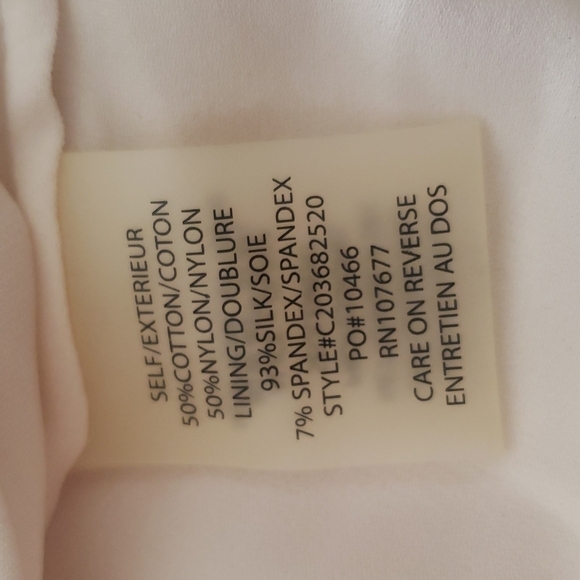 SELF/EXTERIEUR
50%COTTON/COTON
50%NYLON/NYLON
LINING/DOUBLURE
93%SILK/SOIE
7% SPANDEX/SPANDEX
STYLE#C203682520
PO#10466
RN107677
CARE ON REVERSE
ENTRETIEN AU DOS